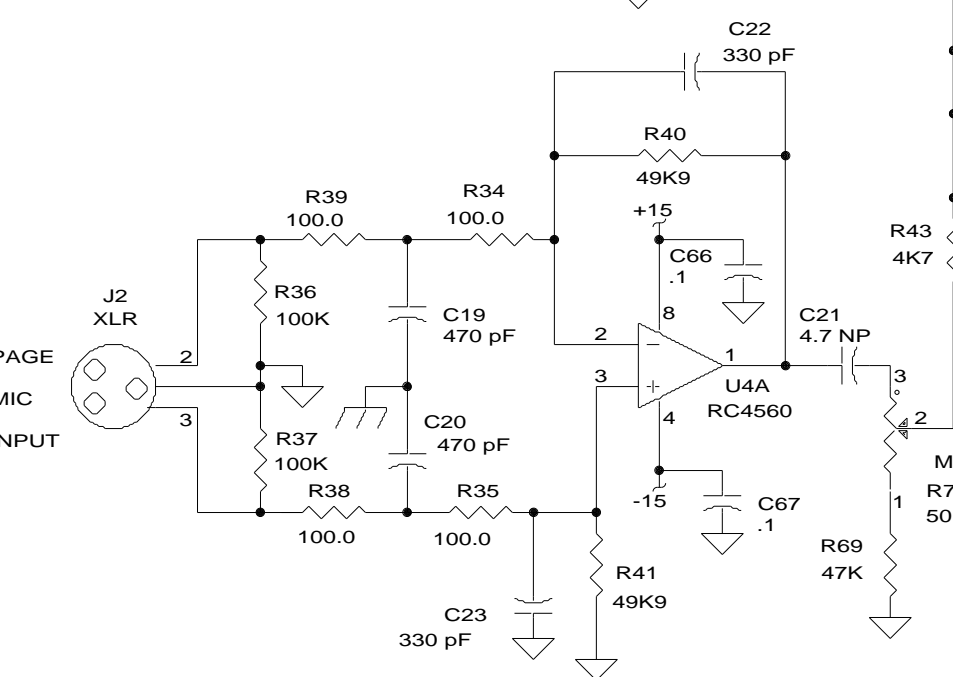 C22
330 pF
R40
49K9
R39
100.0
R34
100.0
+15
C66
.1
R43
4K7
R36
100K
J2
XLR
C19
470 pF
8
C21
4.7 NP
PAGE
MIC
INPUT
2
3
2
3
1
U4A
RC4560
4
3
2
1
C20
470 pF
R37
100K
R38
100.0
R35
100.0
-15
C67
.1
M
R7
50
R69
47K
R41
49K9
C23
330 pF